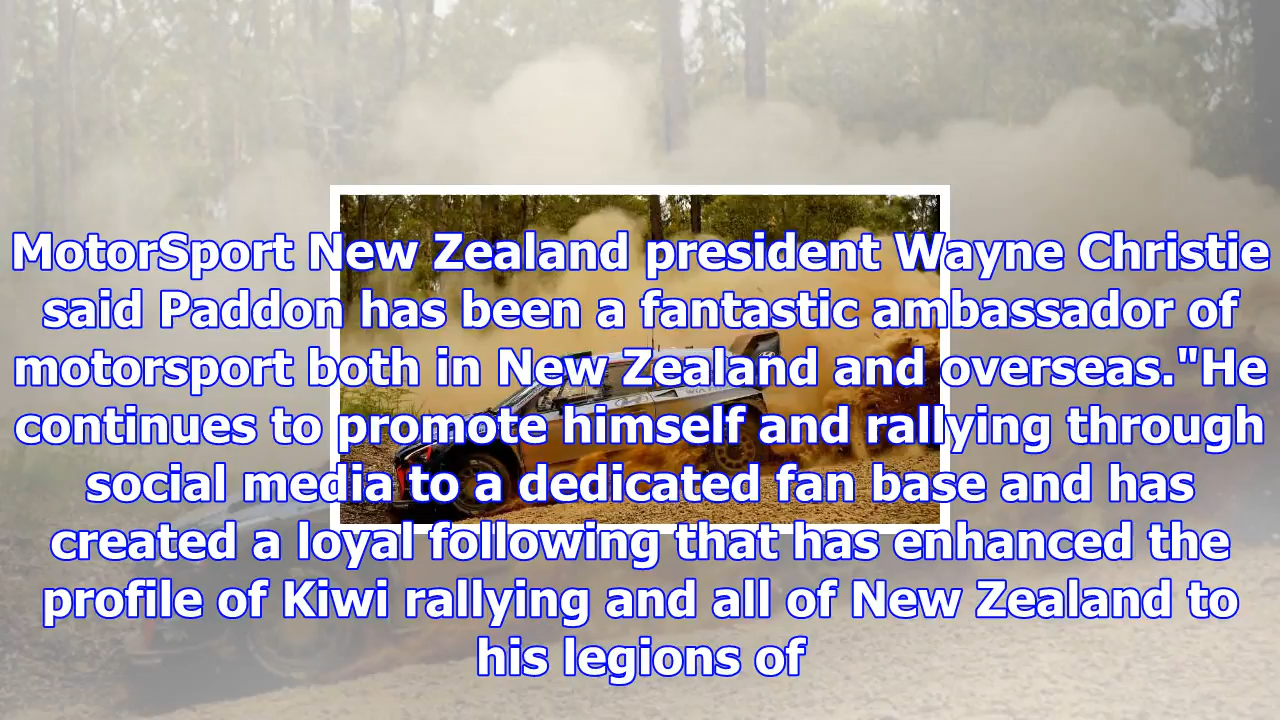 MotorSport New Zealand president Wayne Christie
said Paddon has been a fantastic ambassador of
motorsport both in New Zealand and overseas."He
continues to promote himself and rallying through
social media to a dedicated fan base and has
created a loyal following that has enhanced the
profile of Kiwi rallying and all of New Zealand to
his legions of